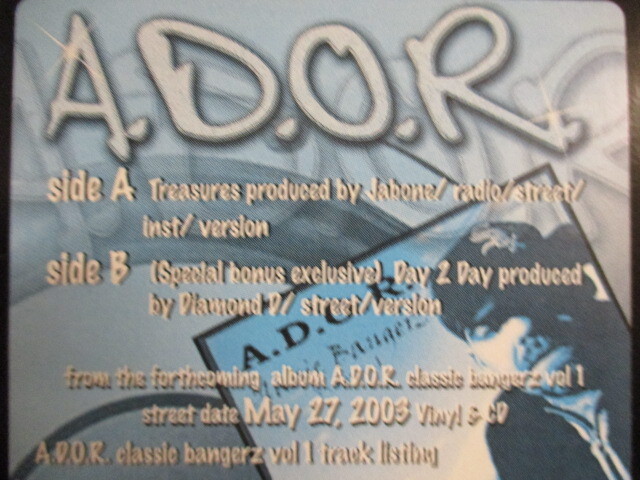 A.D.O.R.
side A Treasures produced by Jabone/ radio/street/
inst/ version
side B (Special bonus exclusive) Day 2 Day produced
by Diamond D/ street/version
A.D.O.R.
Classic Bangerz
from the forthcoming album A.D.O.R. classic bangerz vol 1
street date May 27, 2003 Vinyl & CD
A.D.O.R. classic bangerz vol 1 track listing